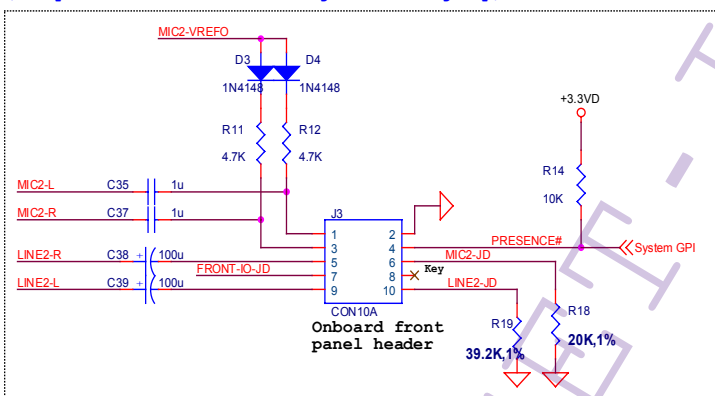 MIC2-VREFO
D3
D4
1N4148
1N4148
+3.3VD
R11
R12
4.7K
4.7K
R14
10K
MIC2-L
C35
1u
MIC2-R
C37
1u
J3
1
2
3
4
5
6
7
8
9
10
CON10A
PRESENCE#
System GPI
MIC2-JD
Key
LINE2-JD
LINE2-R
C38
+
100u
FRONT-IO-JD
LINE2-L
C39
+
100u
Onboard front
panel header
R19
39.2K,1%
R18
20K,1%